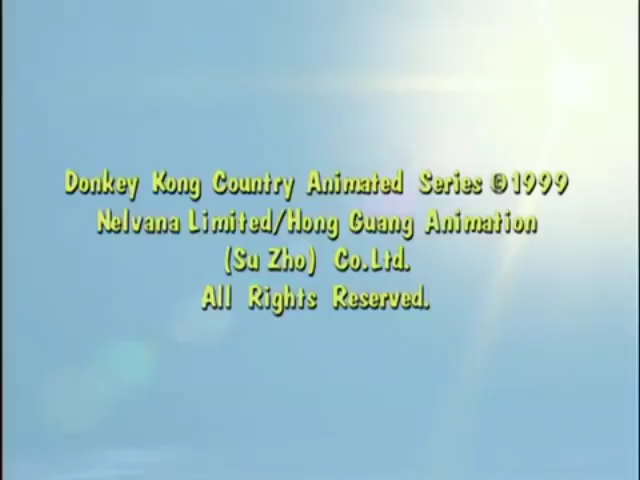 Donkey Kong Country Animated Series ©1999
Nelvana Limited/Hong Guang Animation
(Su Zho) Co.Ltd.
All Rights Reserved.